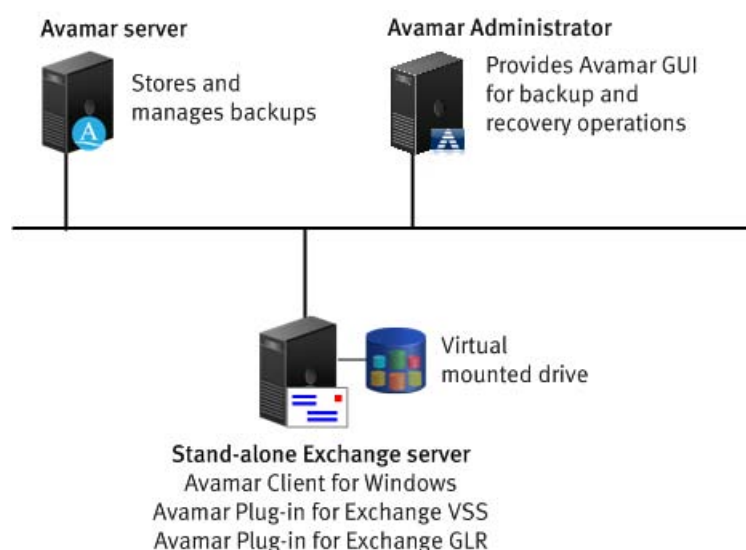 Avamar server
Stores and
manages backups
Avamar Administrator
Provides Avamar GUI
for backup and
recovery operations
Virtual
mounted drive
Stand-alone Exchange server
Avamar Client for Windows
Avamar Plug-in for Exchange VSS
Avamar Plug-in for Exchange GLR